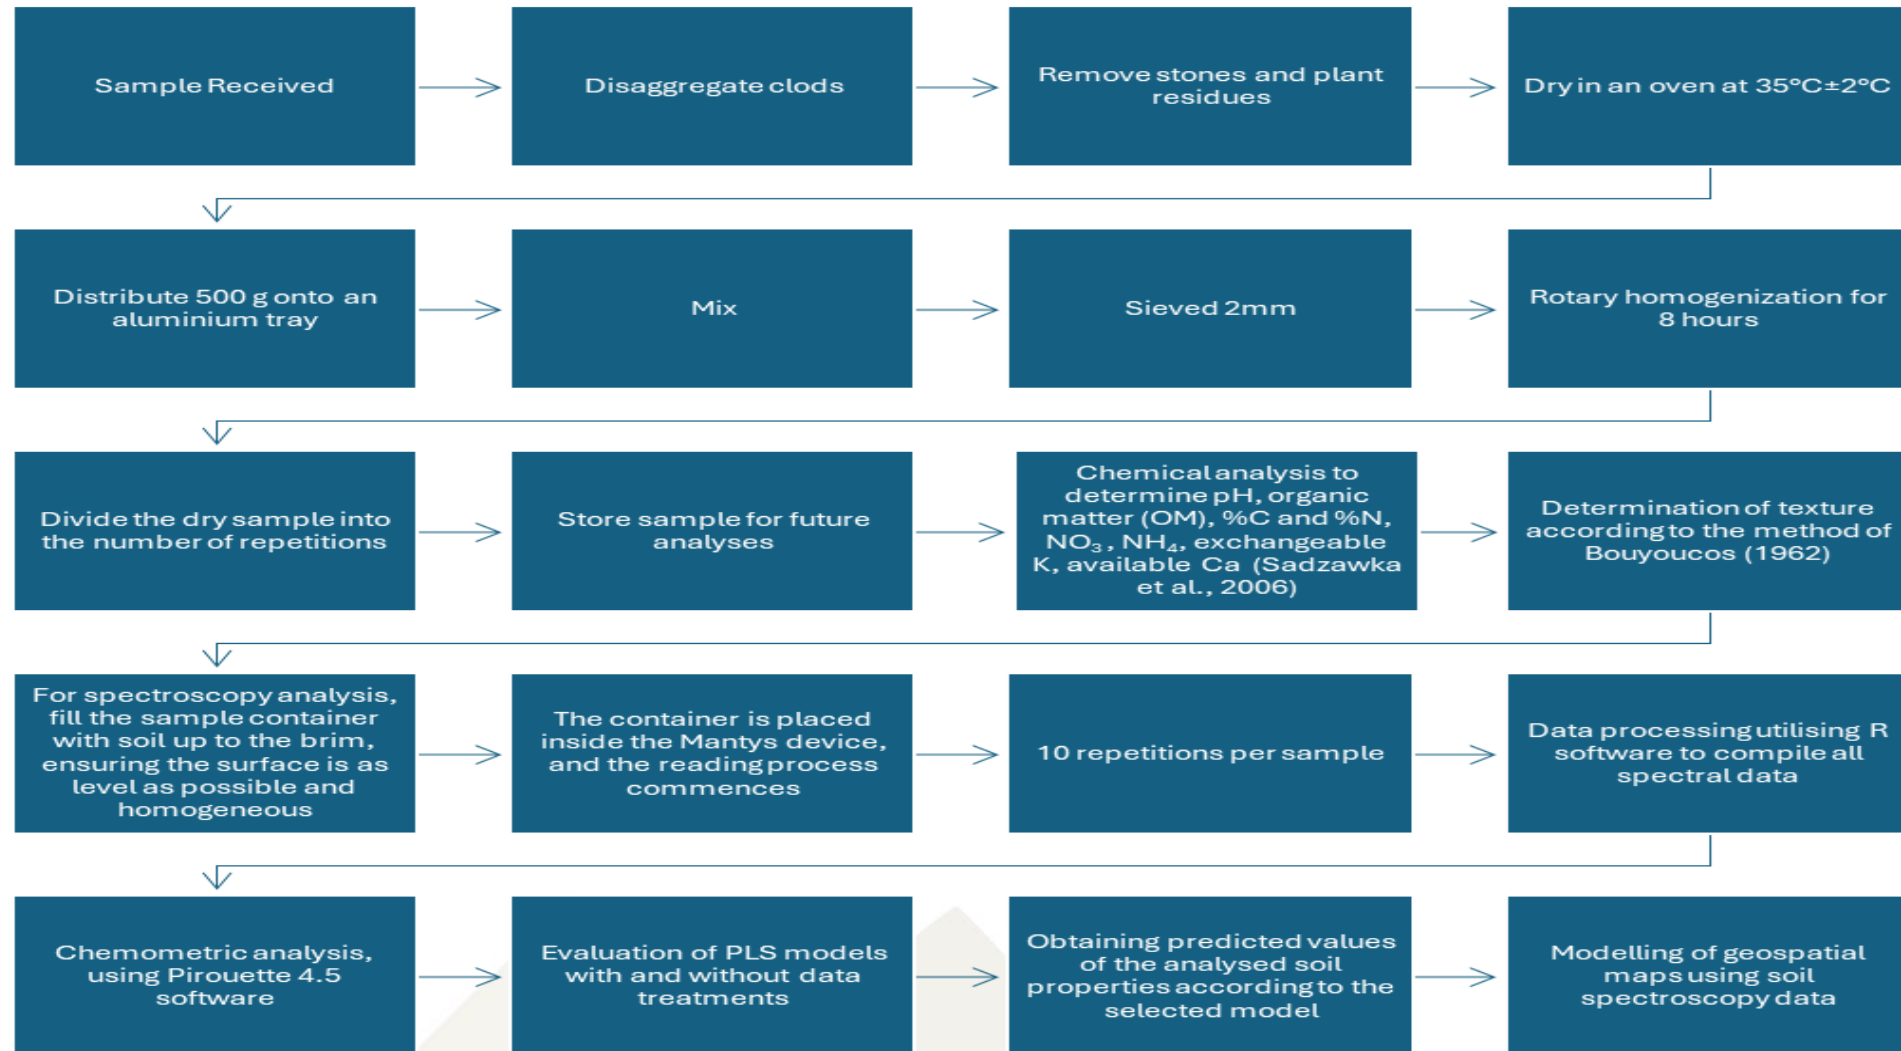 Sample Received
Disaggregate clods
Remove stones and plant
residues
Dry in an oven at 35°C±2°C
Distribute 500 g onto an
aluminium tray
Mix
Sieved 2mm
Rotary homogenization for
8 hours
Divide the dry sample into
the number of repetitions
Store sample for future
analyses
Chemical analysis to
determine pH, organic
matter (OM), %C and %N,
NO₃, NH₄, exchangeable
K, available Ca (Sadzawka
et al., 2006)
Determination of texture
according to the method of
Bouyoucos (1962)
For spectroscopy analysis,
fill the sample container
with soil up to the brim,
ensuring the surface is as
level as possible and
homogeneous
The container is placed
inside the Mantys device,
and the reading process
commences
10 repetitions per sample
Data processing utilising R
software to compile all
spectral data
Chemometric analysis,
using Pirouette 4.5
software
Evaluation of PLS models
with and without data
treatments
Obtaining predicted values
of the analysed soil
properties according to the
selected model
Modelling of geospatial
maps using soil
spectroscopy data